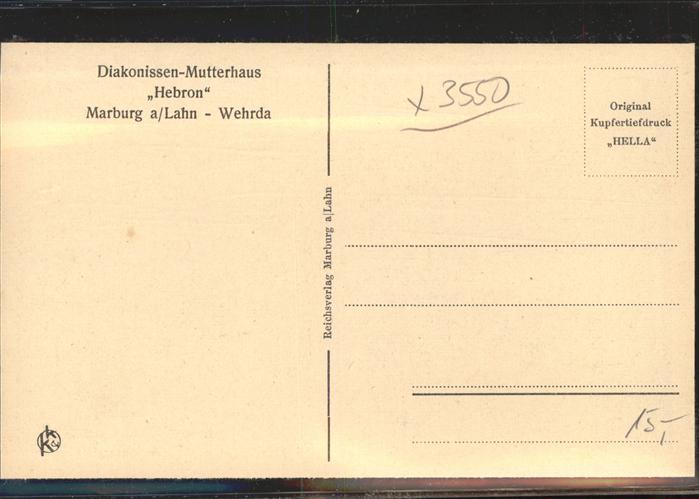 Diakonissen-Mutterhaus
„Hebron“
Marburg a/Lahn - Wehrda
x 3550
Original
Kupfertiefdruck
„HELLA“
Reichsverlag Marburg a/Lahn
15,-